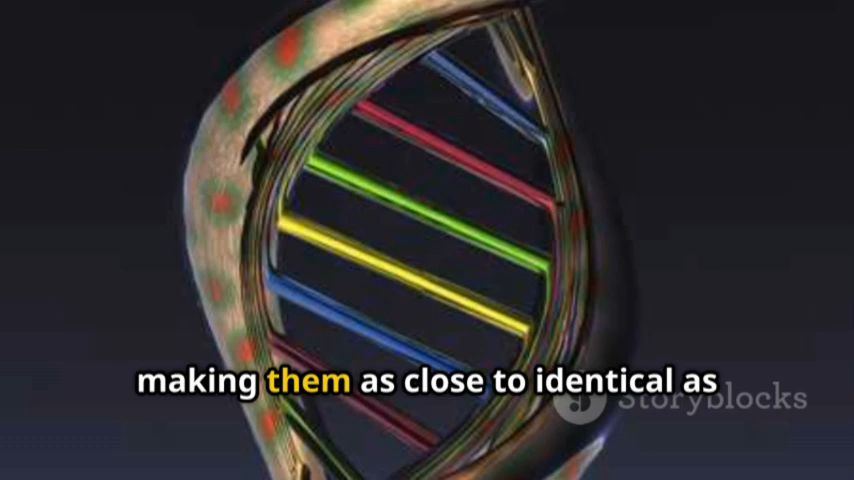 making them as close to identical as
Storyblocks